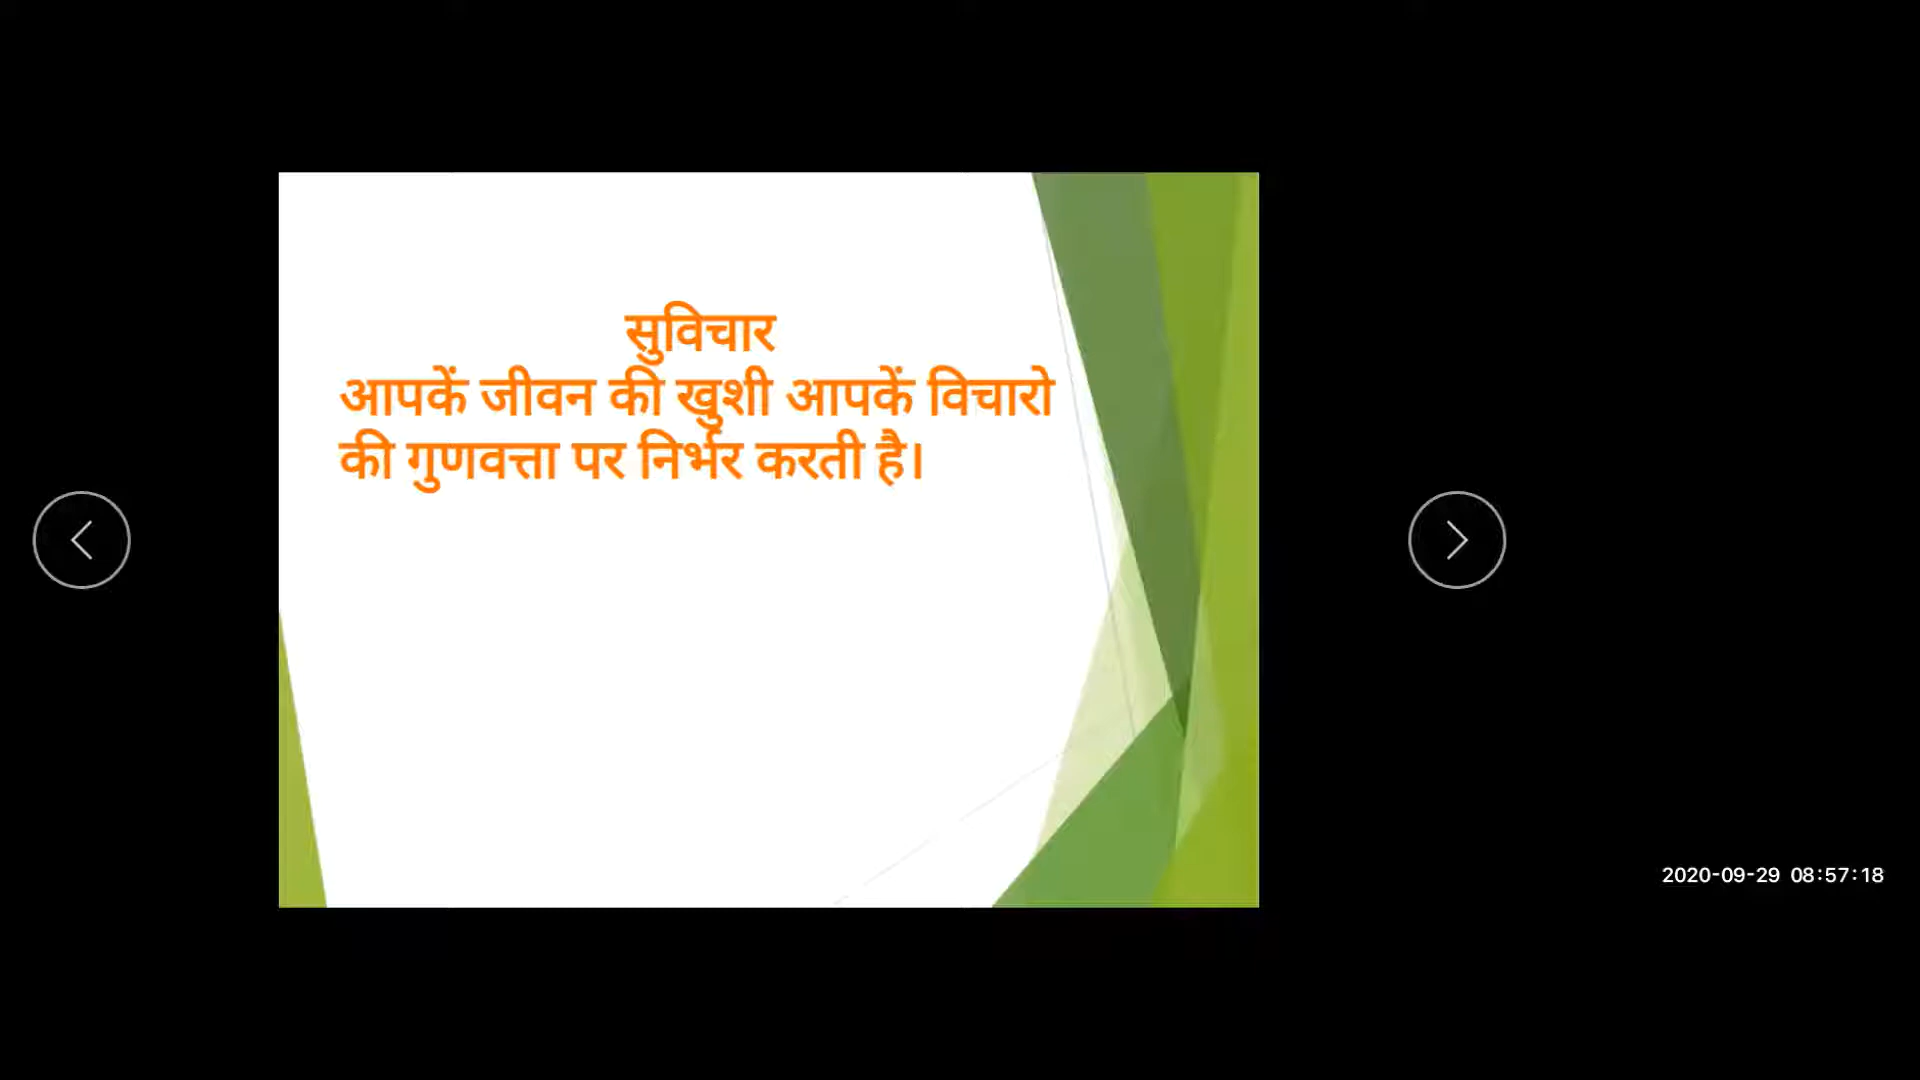 सुविचार
आपकें जीवन की खुशी आपकें विचारो
की गुणवत्ता पर निर्भर करती है।
2020-09-29 08:57:18